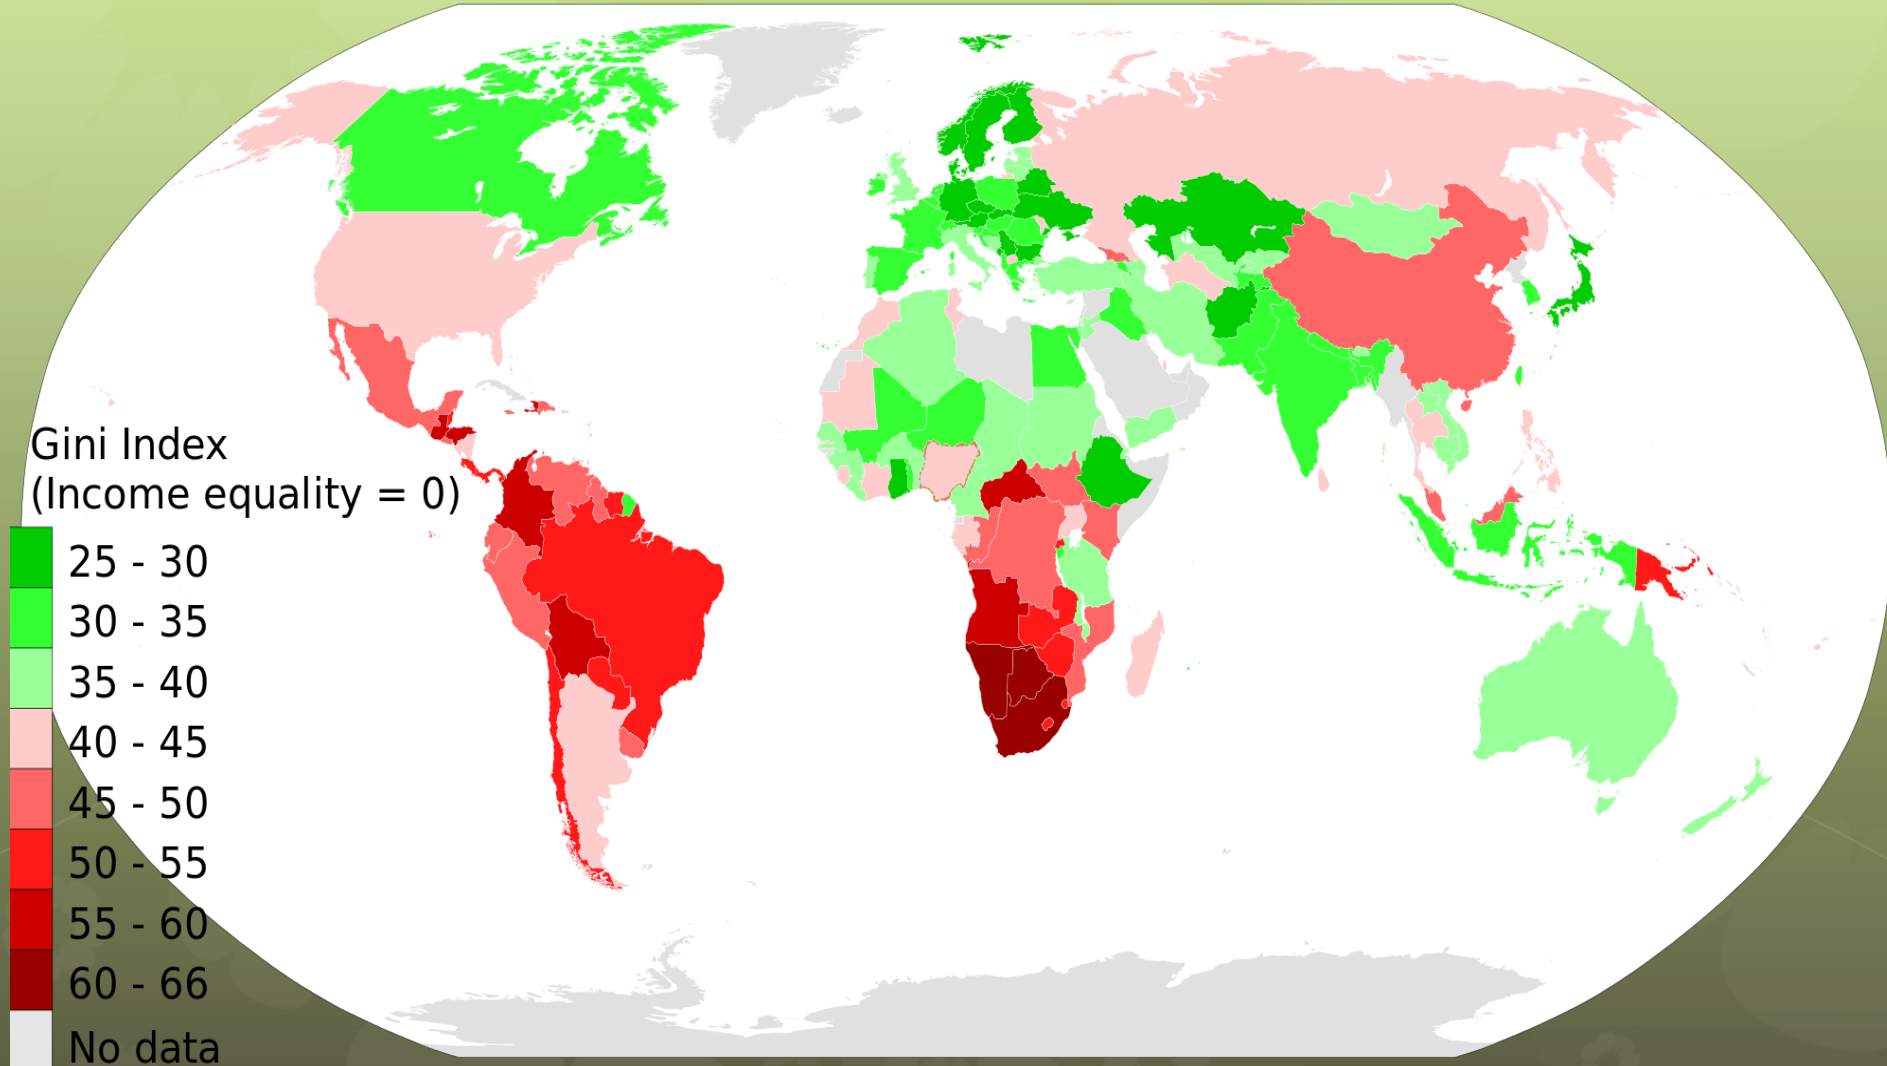 Gini Index
(Income equality = 0)
25 - 30
30 - 35
35 - 40
40 - 45
45 - 50
50 - 55
55 - 60
60 - 66
No data